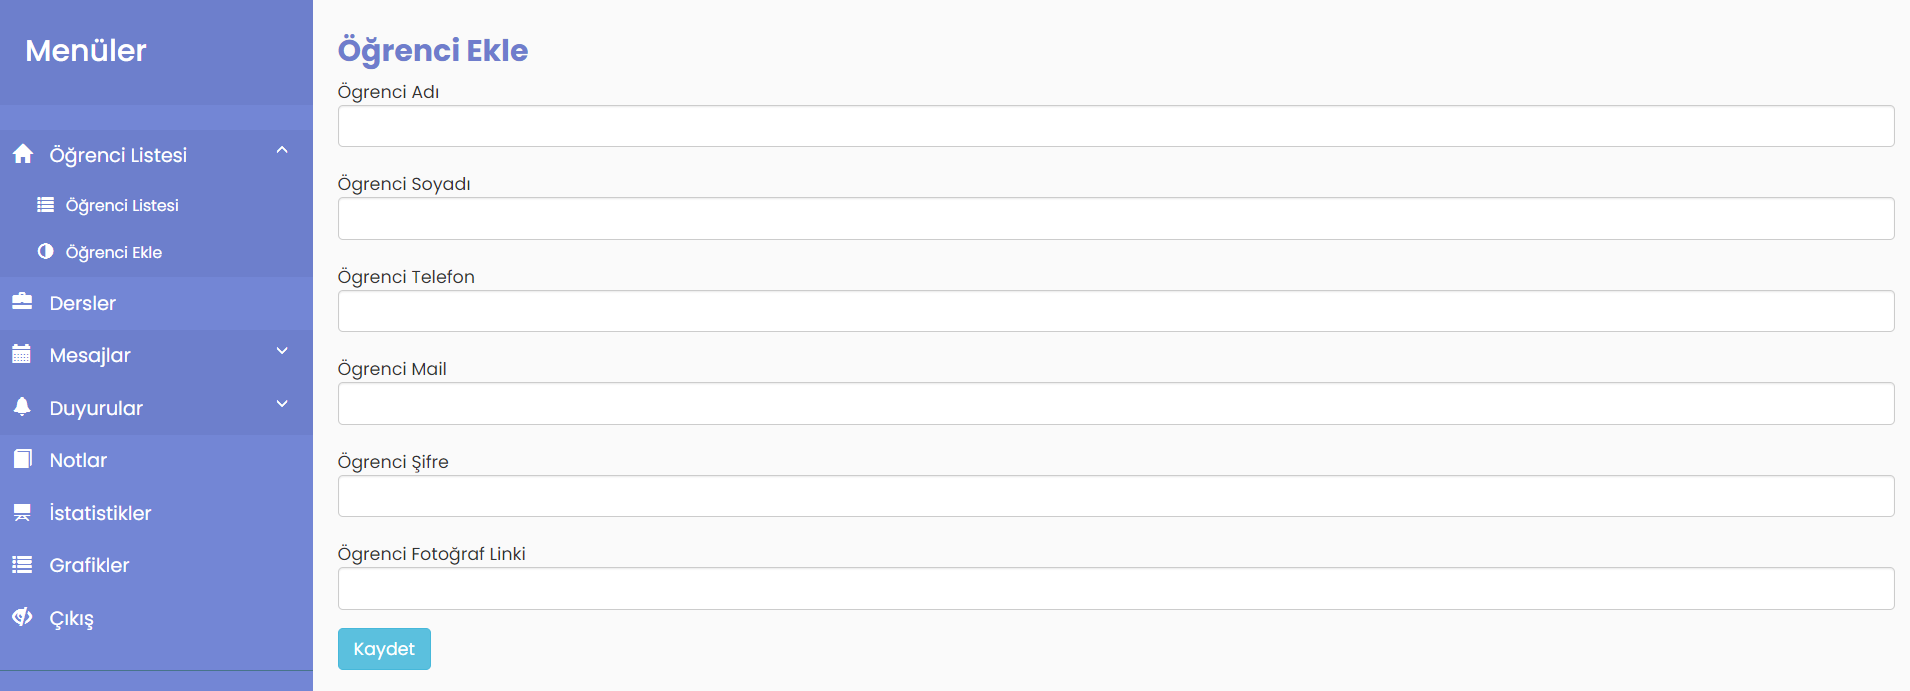 Menüler
Öğrenci Listesi
Öğrenci Listesi
Öğrenci Ekle
Dersler
Mesajlar
Duyurular
Notlar
İstatistikler
Grafikler
Çıkış
Öğrenci Ekle
Ögrenci Adı
Ögrenci Soyadı
Ögrenci Telefon
Ögrenci Mail
Ögrenci Şifre
Ögrenci Fotoğraf Linki
Kaydet